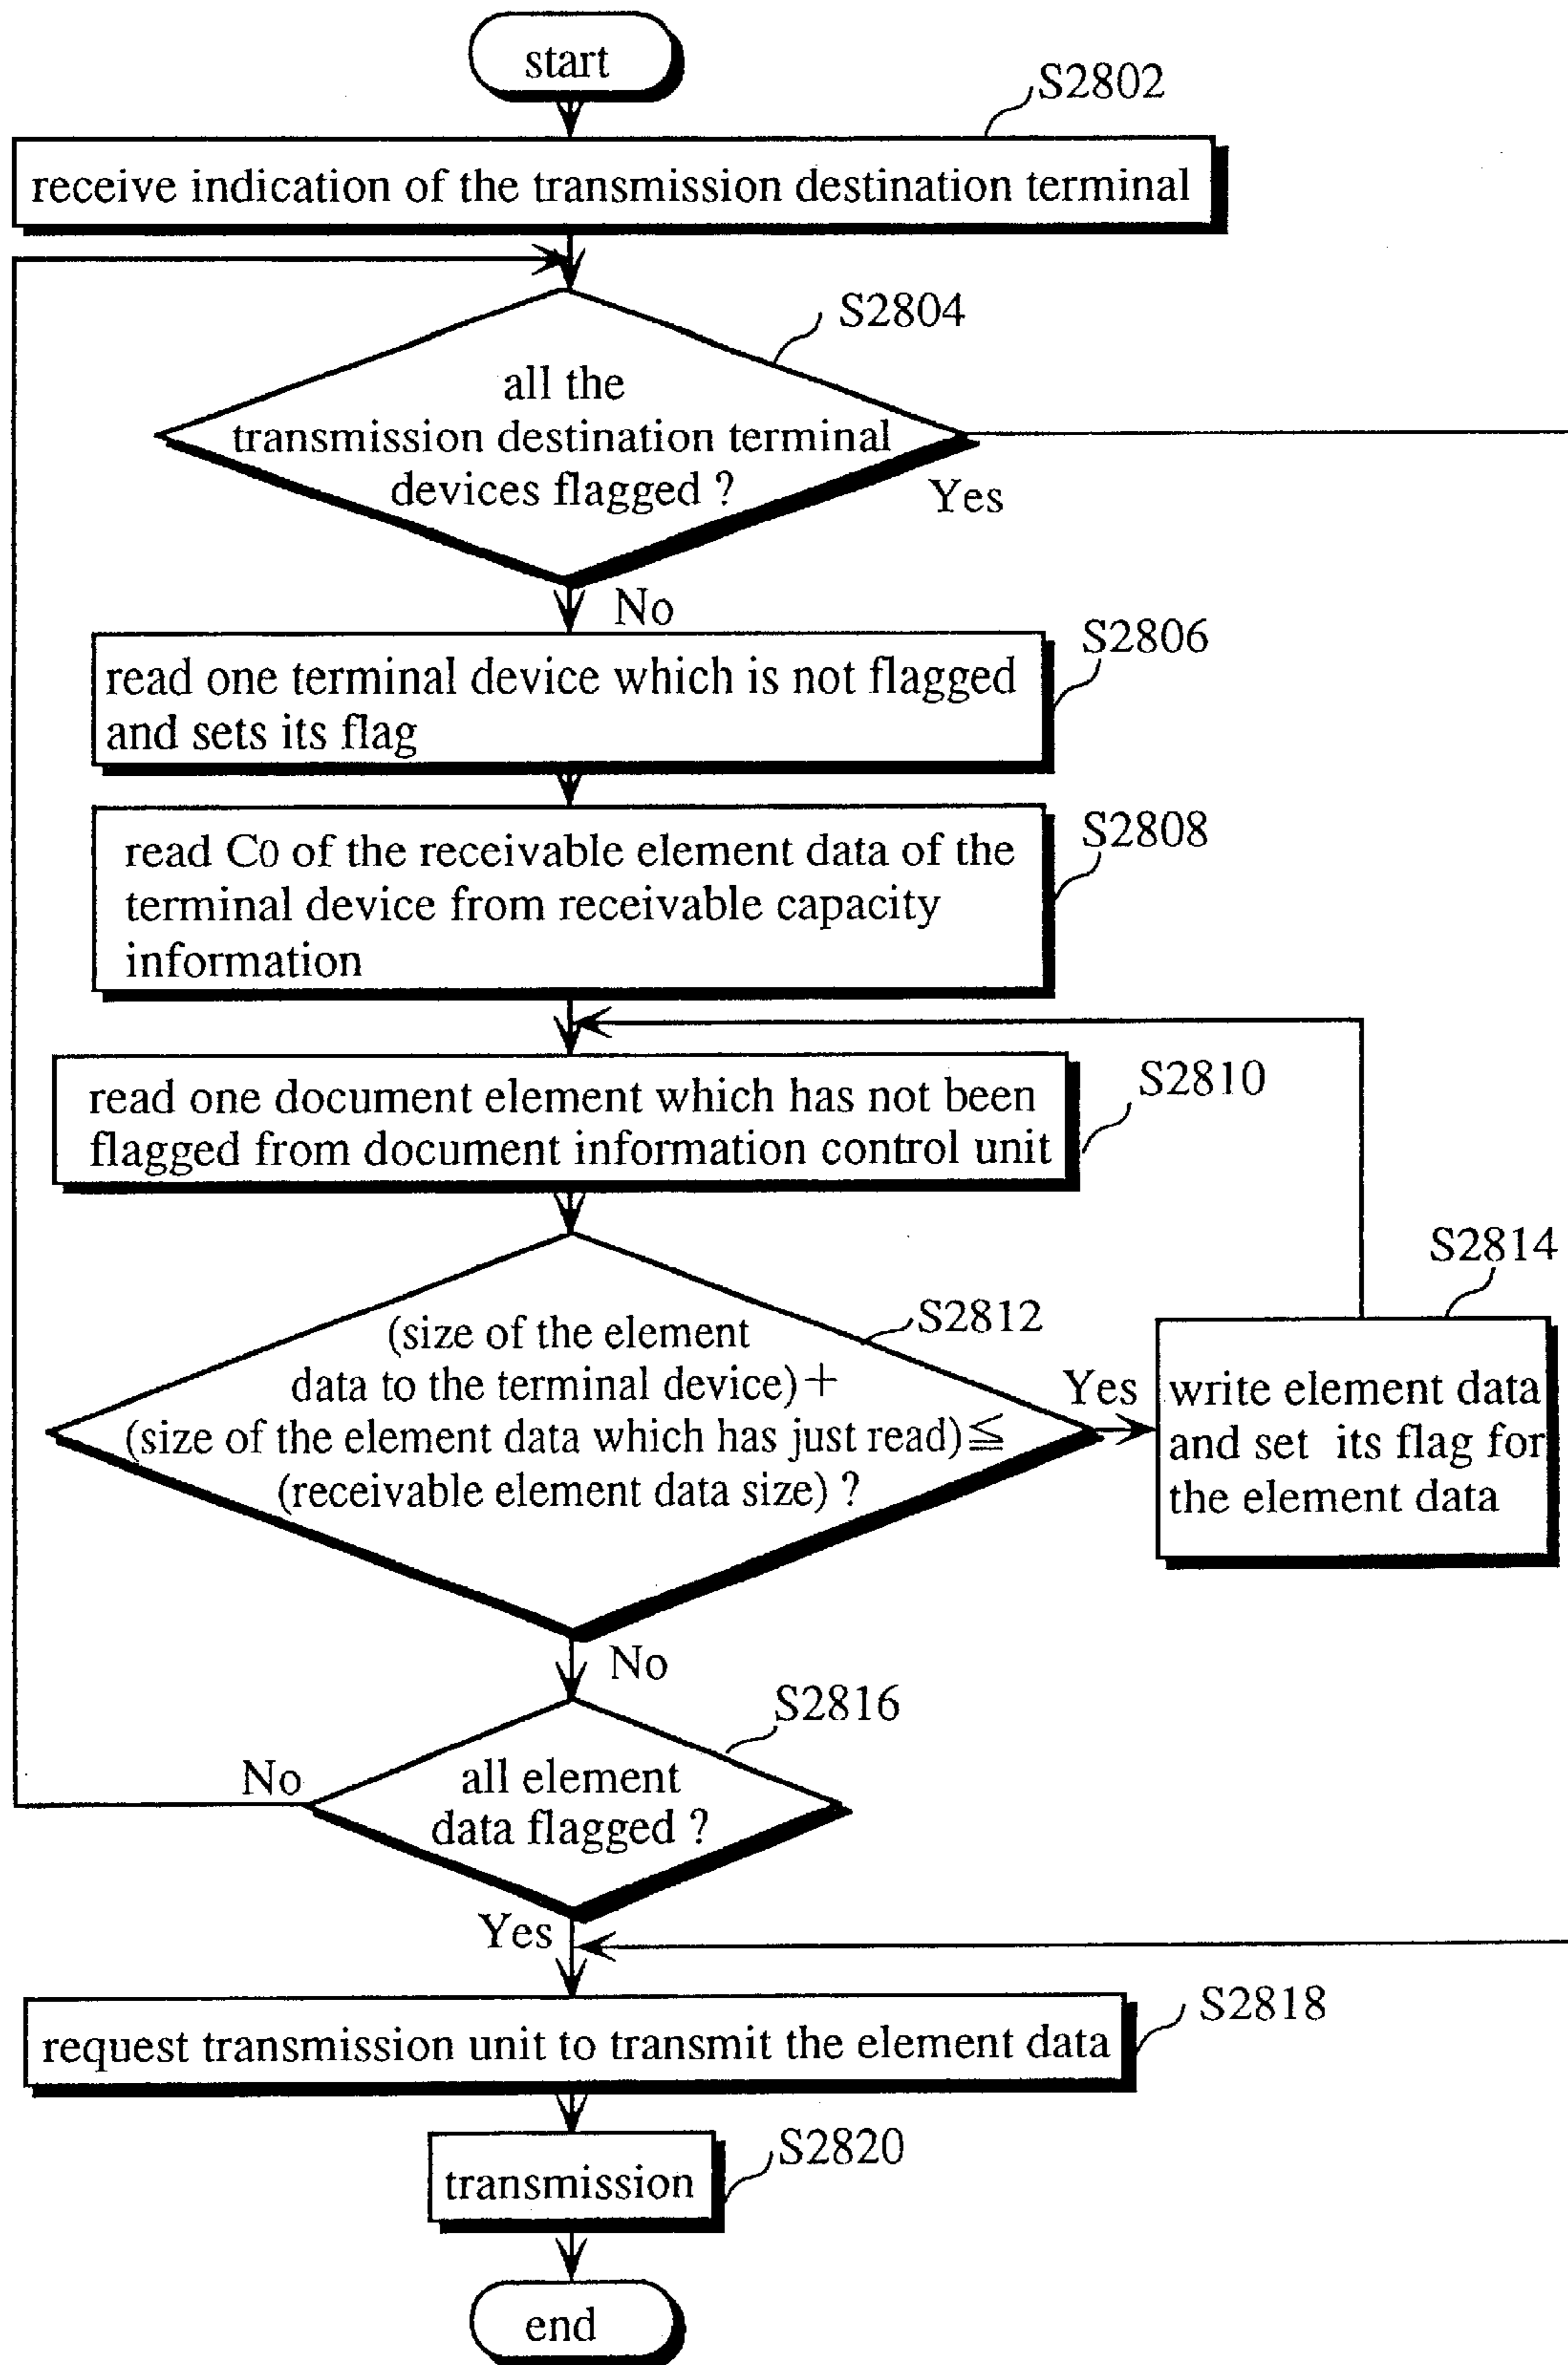 start
S2802
receive indication of the transmission destination terminal
S2804
all the
transmission destination terminal
devices flagged ?
Yes
No
S2806
read one terminal device which is not flagged
and sets its flag
S2808
read C0 of the receivable element data of the
terminal device from receivable capacity
information
S2810
read one document element which has not been
flagged from document information control unit
S2814
S2812
(size of the element
data to the terminal device)+
(size of the element data which has just read)≦
(receivable element data size) ?
Yes
write element data
and set its flag for
the element data
No
S2816
No
all element
data flagged ?
Yes
S2818
request transmission unit to transmit the element data
S2820
transmission
end